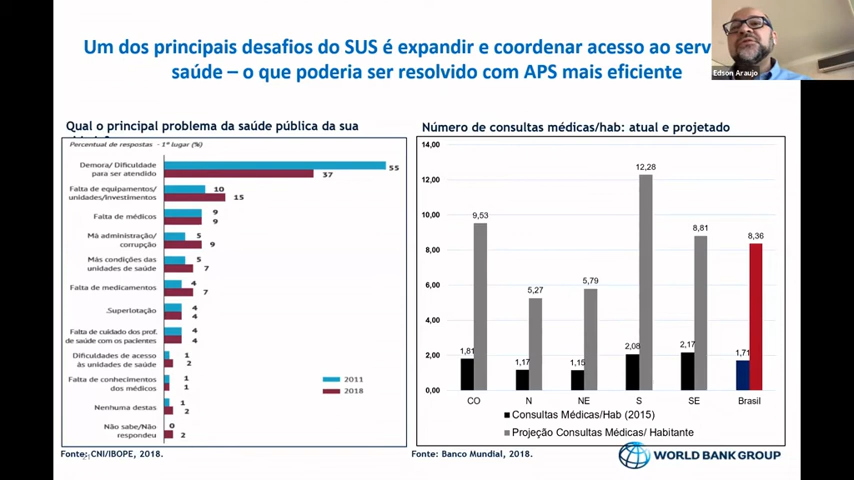 Um dos principais desafios do SUS é expandir e coordenar acesso ao
saúde – o que poderia ser resolvido com APS mais eficiente
Edson Araujo
Qual o principal problema da saúde pública da sua
Percentual de respostas - 1º lugar (%)
Demora/ Dificuldade
para ser atendido
55
37
Falta de equipamentos/
unidades/investimentos
10
15
Falta de médicos
9
9
Má administração/
corrupção
5
9
Más condições das
unidades de saúde
5
7
Falta de medicamentos
4
7
.Superlotação
4
4
Falta de cuidado dos prof.
de saúde com os pacientes
4
4
Dificuldades de acesso
às unidades de saúde
1
2
Falta de conhecimentos
dos médicos
1
1
Nenhuma destas
1
2
Não sabe/Não
respondeu
0
2
2011
2018
Fonte: CNI/IBOPE, 2018.
Número de consultas médicas/hab: atual e projetado
14,00
12,00
10,00
8,00
6,00
4,00
2,00
0,00
1,81
9,53
1,17
5,27
1,15
5,79
2,08
12,28
2,17
8,81
1,71
8,36
CO N NE S SE Brasil
Consultas Médicas/Hab (2015)
Projeção Consultas Médicas/ Habitante
Fonte: Banco Mundial, 2018.
WORLD BANK GROUP